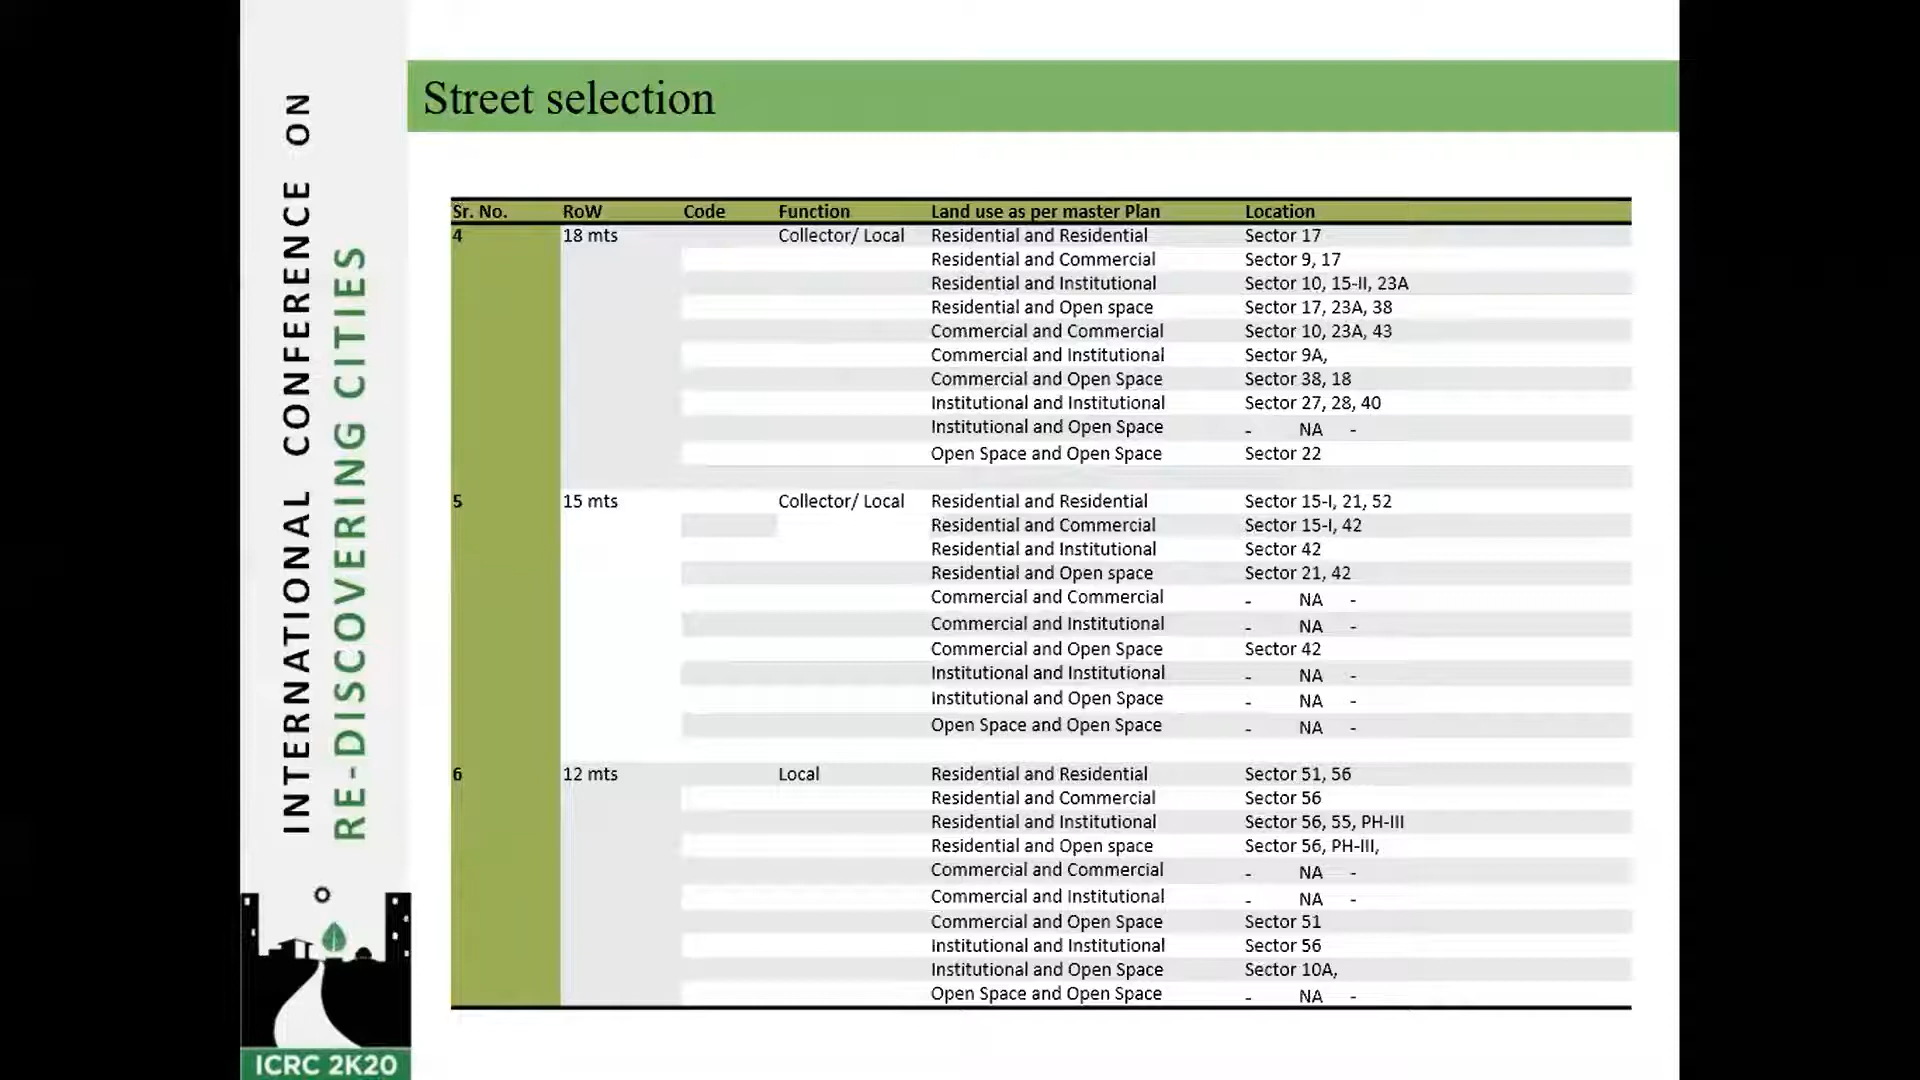 INTERNATIONAL CONFERENCE ON
RE-DISCOVERING CITIES
ICRC 2K20
Street selection
Sr. No. RoW Code Function Land use as per master Plan Location
4 18 mts Collector/ Local Residential and Residential Sector 17
Residential and Commercial Sector 9, 17
Residential and Institutional Sector 10, 15-II, 23A
Residential and Open space Sector 17, 23A, 38
Commercial and Commercial Sector 10, 23A, 43
Commercial and Institutional Sector 9A,
Commercial and Open Space Sector 38, 18
Institutional and Institutional Sector 27, 28, 40
Institutional and Open Space - NA -
Open Space and Open Space Sector 22
5 15 mts Collector/ Local Residential and Residential Sector 15-I, 21, 52
Residential and Commercial Sector 15-I, 42
Residential and Institutional Sector 42
Residential and Open space Sector 21, 42
Commercial and Commercial - NA -
Commercial and Institutional - NA -
Commercial and Open Space Sector 42
Institutional and Institutional - NA -
Institutional and Open Space - NA -
Open Space and Open Space - NA -
6 12 mts Local Residential and Residential Sector 51, 56
Residential and Commercial Sector 56
Residential and Institutional Sector 56, 55, PH-III
Residential and Open space Sector 56, PH-III,
Commercial and Commercial - NA -
Commercial and Institutional - NA -
Commercial and Open Space Sector 51
Institutional and Institutional Sector 56
Institutional and Open Space Sector 10A,
Open Space and Open Space - NA -